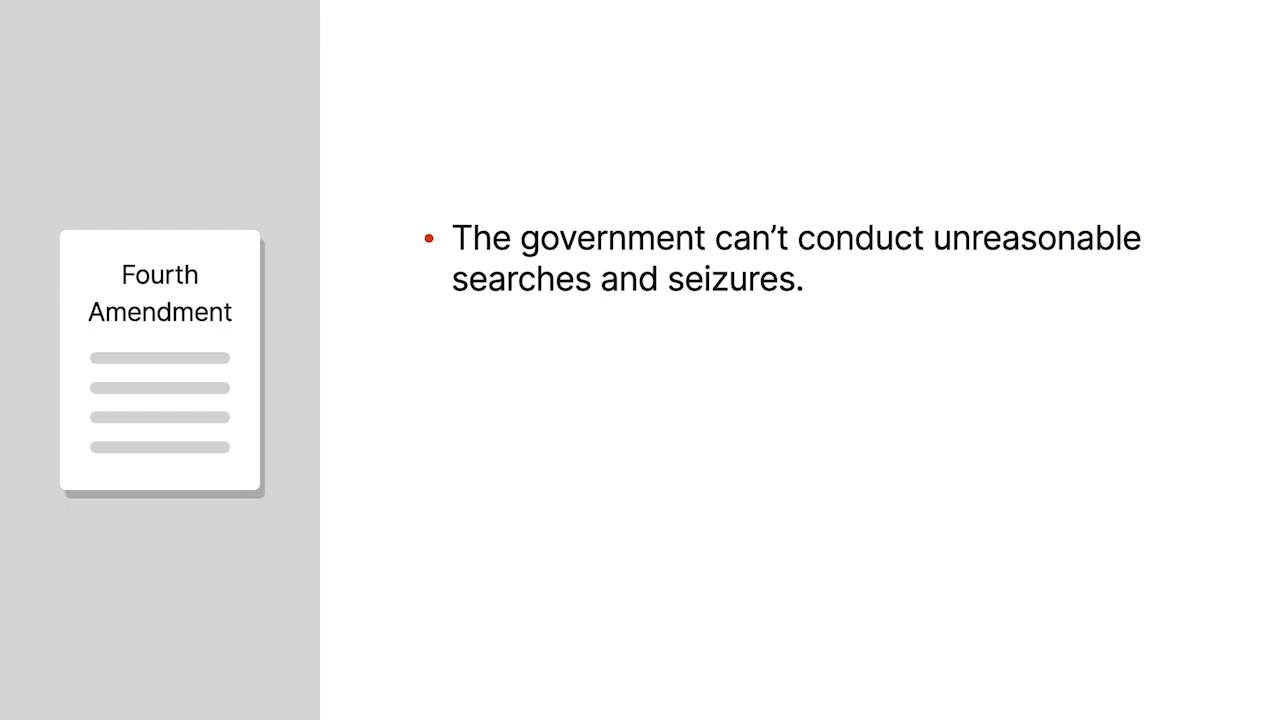 Fourth
Amendment
• The government can’t conduct unreasonable
searches and seizures.